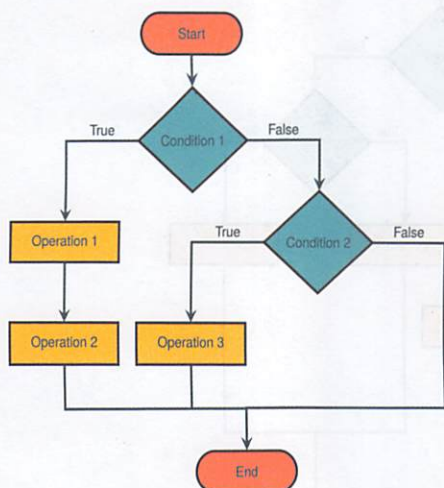 Start
True
Condition 1
False
Operation 1
True
Condition 2
False
Operation 2
Operation 3
End